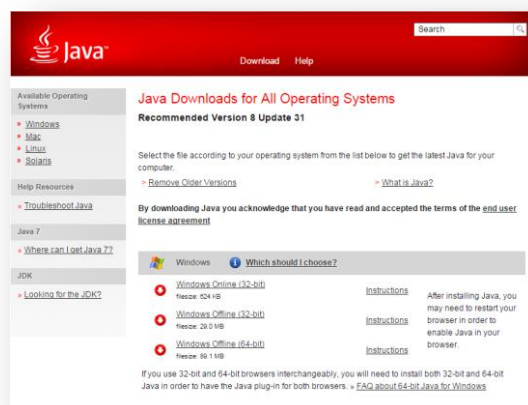 Java™
Search
Download Help
Available Operating
Systems
» Windows
» Mac
» Linux
» Solaris
Help Resources
» Troubleshoot Java
Java 7
» Where can I get Java 7?
JDK
» Looking for the JDK?
Java Downloads for All Operating Systems
Recommended Version 8 Update 31
Select the file according to your operating system from the list below to get the latest Java for your
computer.
> Remove Older Versions > What is Java?
By downloading Java you acknowledge that you have read and accepted the terms of the end user
license agreement
Windows Which should I choose?
Windows Online (32-bit)
filesize: 624 KB
Instructions
Windows Offline (32-bit)
filesize: 29.0 MB
Instructions
Windows Offline (64-bit)
filesize: 89.1 MB
Instructions
After installing Java, you
may need to restart your
browser in order to
enable Java in your
browser.
If you use 32-bit and 64-bit browsers interchangeably, you will need to install both 32-bit and 64-bit
Java in order to have the Java plug-in for both browsers. » FAQ about 64-bit Java for Windows